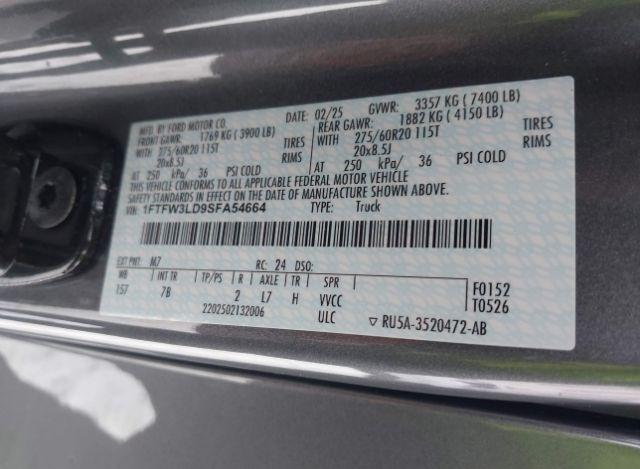 MFD. BY FORD MOTOR CO. DATE: 02/25 GVWR: 3357 KG ( 7400 LB)
FRONT GAWR: 1769 KG ( 3900 LB) REAR GAWR: 1882 KG ( 4150 LB)
WITH 275/60R20 115T TIRES WITH 275/60R20 115T TIRES
20x8.5J RIMS 20x8.5J RIMS
AT 250 kPa/ 36 PSI COLD AT 250 kPa/ 36 PSI COLD
THIS VEHICLE CONFORMS TO ALL APPLICABLE FEDERAL MOTOR VEHICLE
SAFETY STANDARDS IN EFFECT ON THE DATE OF MANUFACTURE SHOWN ABOVE.
VIN: 1FTFW3LD9SFA54664 TYPE: Truck
EXT PNT: M7 RC: 24 DSO:
WB INT TR TP/PS R AXLE TR SPR F0152
157 7B 2 L7 H VVCC T0526
2202502132006 ULC ▽ RU5A-3520472-AB